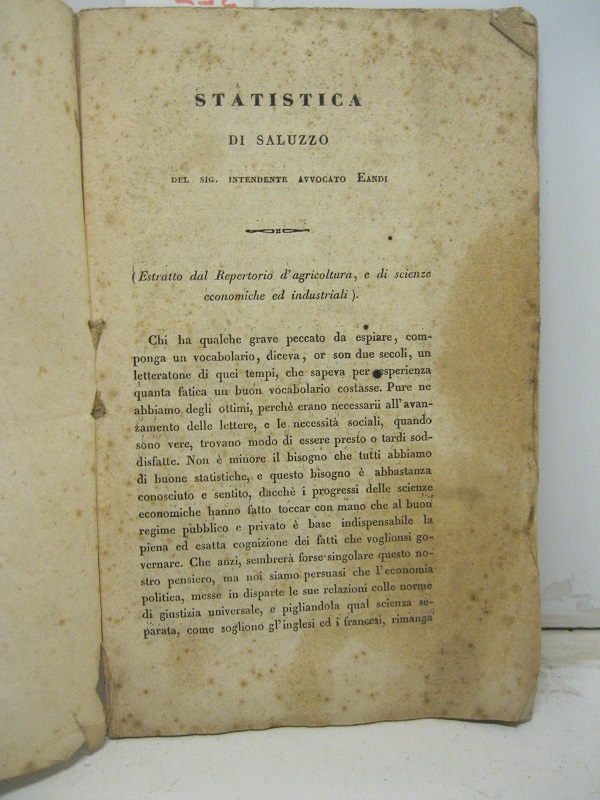 STATISTICA
DI SALUZZO
DEL SIG. INTENDENTE AVVOCATO EANDI
(Estratto dal Repertorio d'agricoltura, e di scienze
economiche ed industriali).
Chi ha qualche grave peccato da espiare, com-
ponga un vocabolario, diceva, or son due secoli, un
letteratone di quei tempi, che sapeva per esperienza
quanta fatica un buon vocabolario costasse. Pure ne
abbiamo degli ottimi, perchè erano necessarii all'avan-
zamento delle lettere, e le necessità sociali, quando
sono vere, trovano modo di essere presto o tardi sod-
disfatte. Non è minore il bisogno che tutti abbiamo
di buone statistiche, e questo bisogno è abbastanza
conosciuto e sentito, dacchè i progressi delle scienze
economiche hanno fatto toccar con mano che al buon
regime pubblico e privato è base indispensabile la
piena ed esatta cognizione dei fatti che voglionsi go-
vernare. Che anzi, sembrerà forse singolare questo no-
stro pensiero, ma noi siamo persuasi che l'economia
politica, messe in disparte le sue relazioni colle norme
di giustizia universale, e pigliandola qual scienza se-
parata, come sogliono gl'inglesi ed i francesi, rimanga